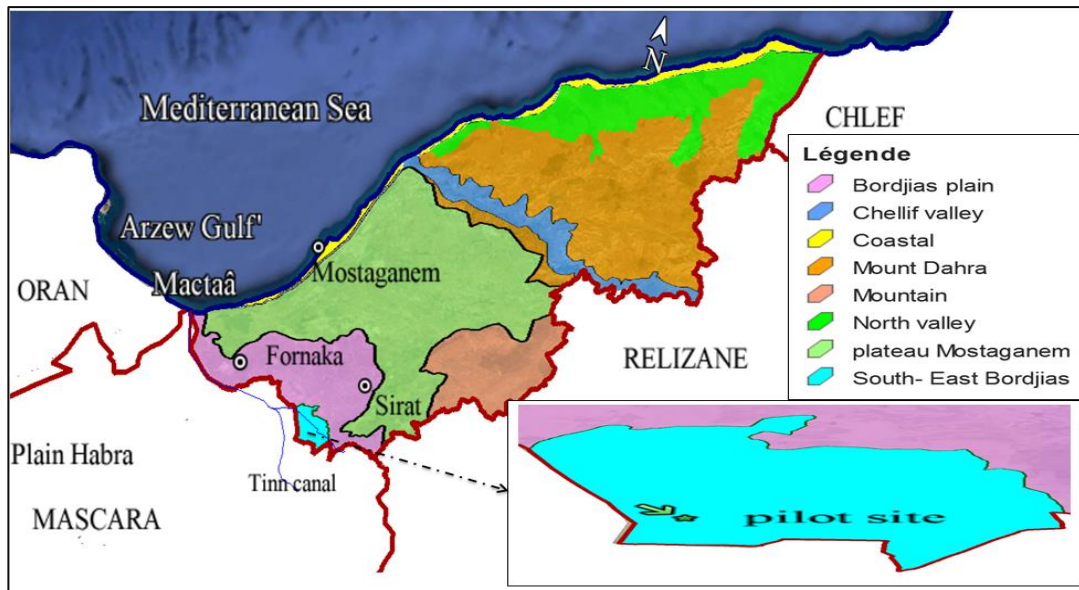 N
Mediterranean Sea
CHLEF
Légende
Bordjias plain
Chellif valley
Coastal
Mount Dahra
Mountain
North valley
plateau Mostaganem
South- East Bordjias
Arzew Gulf'
Mostaganem
Mactaâ
ORAN
Fornaka
RELIZANE
Sirat
Plain Habra
Tinn canal
MASCARA
pilot site